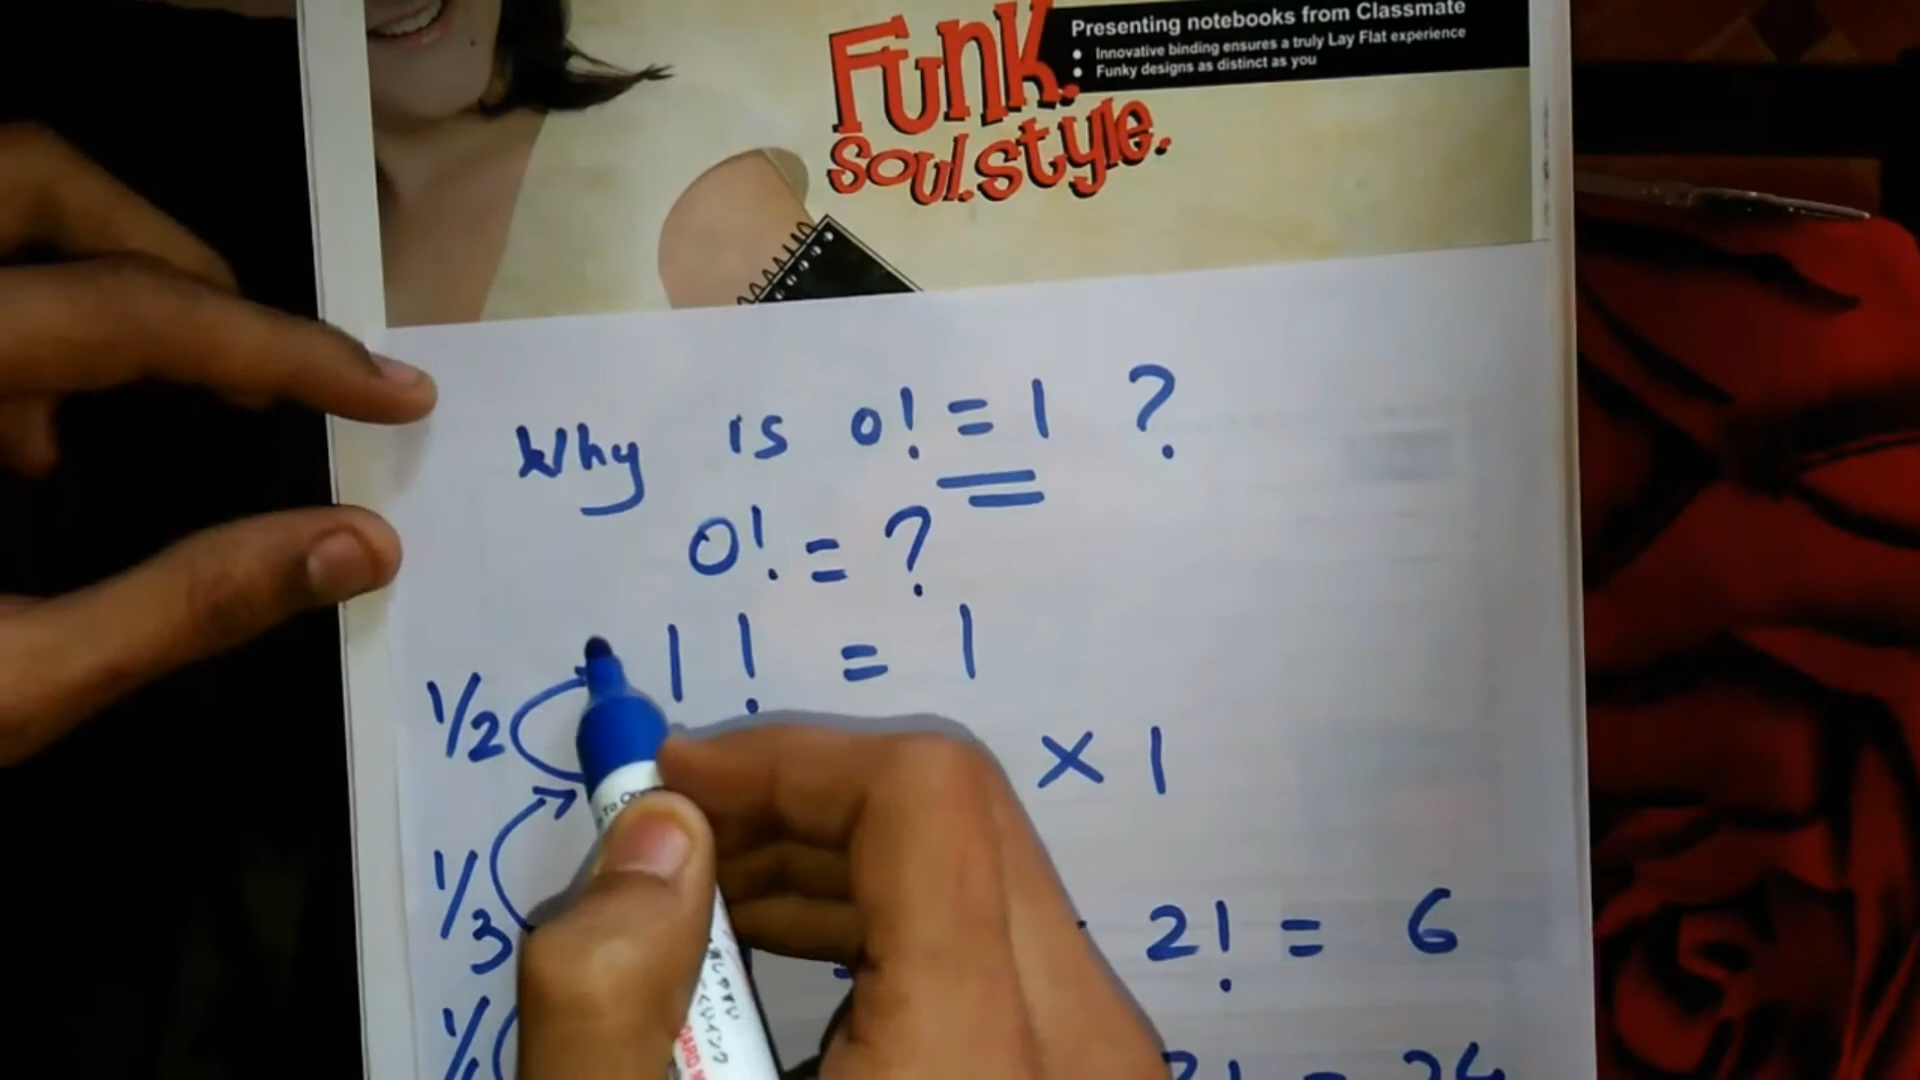 Presenting notebooks from Classmate
• Innovative binding ensures a truly Lay Flat experience
• Funky designs as distinct as you
Funk.
Soul.Style.
Why is 0! = 1 ?
0! = ?
1 ! = 1
1/2
× 1
1/3
2! = 6
= 24